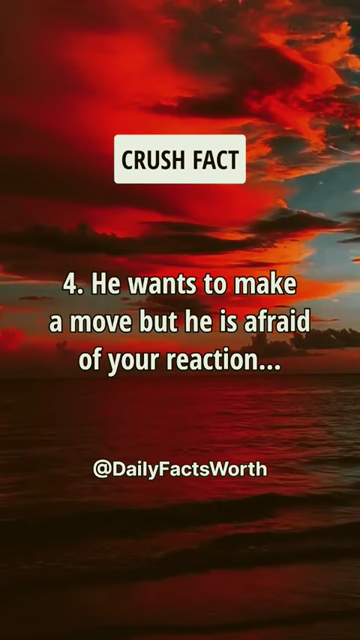 CRUSH FACT
4. He wants to make
a move but he is afraid
of your reaction...
@DailyFactsWorth